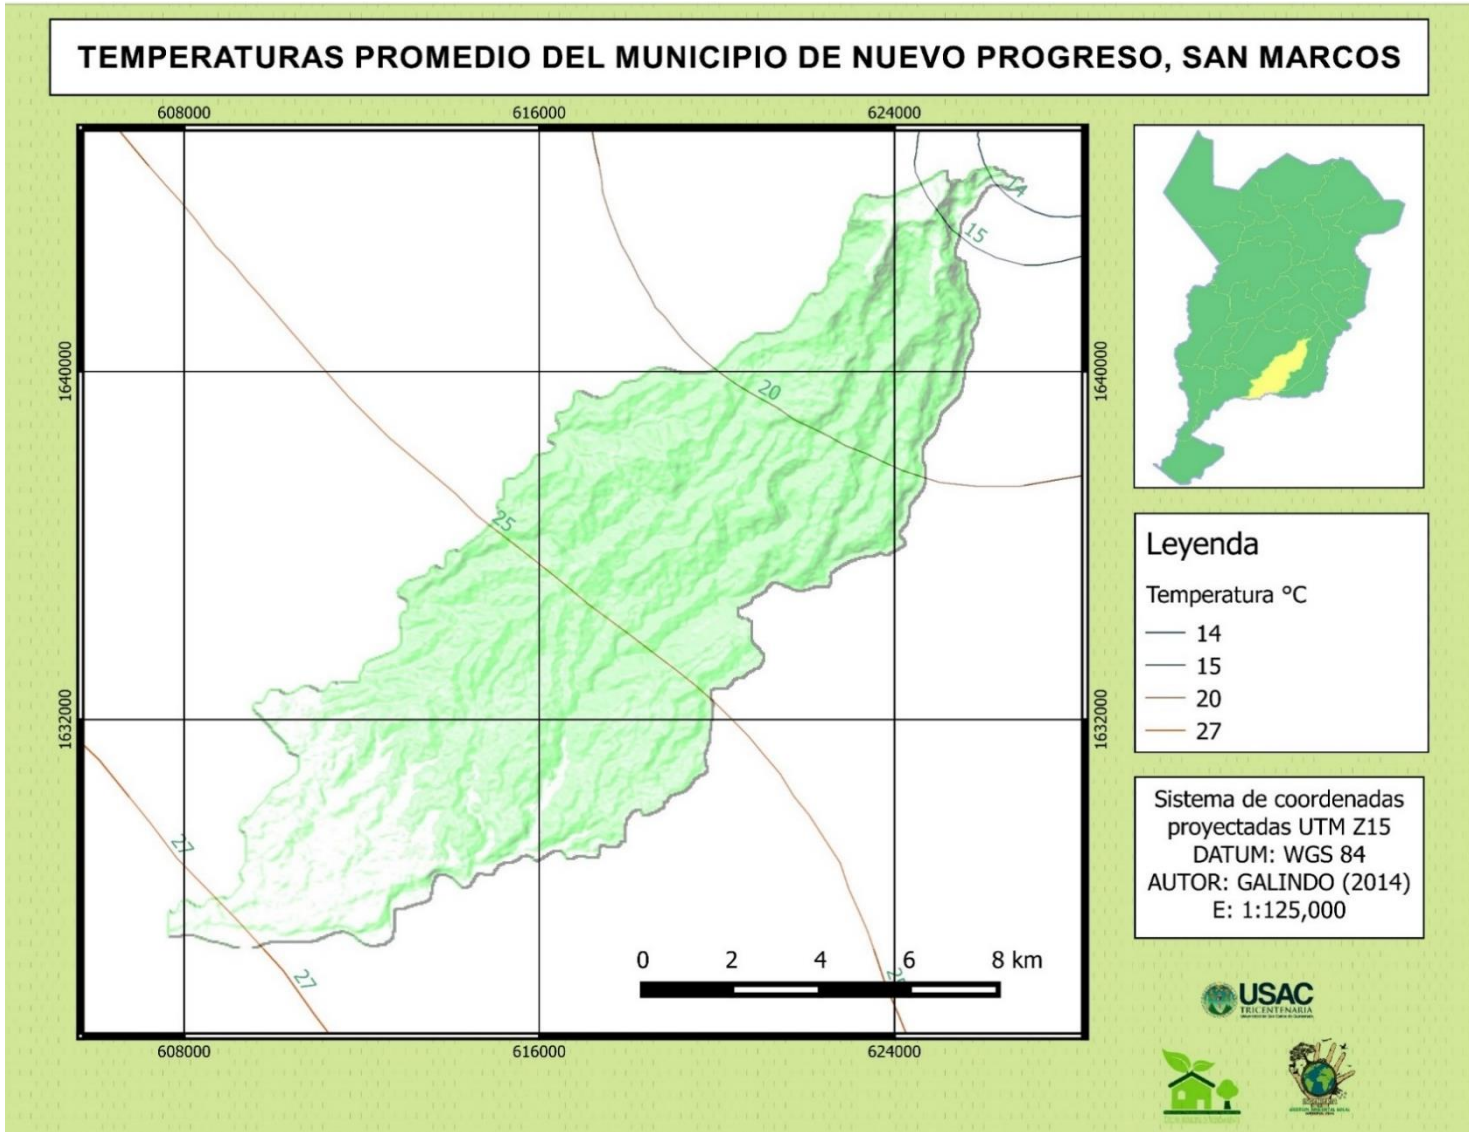 TEMPERATURAS PROMEDIO DEL MUNICIPIO DE NUEVO PROGRESO, SAN MARCOS
608000
616000
624000
14
15
1640000
1640000
20
25
1632000
1632000
27
27
0
2
4
6
8 km
608000
616000
624000
Leyenda
Temperatura °C
14
15
20
27
Sistema de coordenadas
proyectadas UTM Z15
DATUM: WGS 84
AUTOR: GALINDO (2014)
E: 1:125,000
USAC
TRICENTENARIA